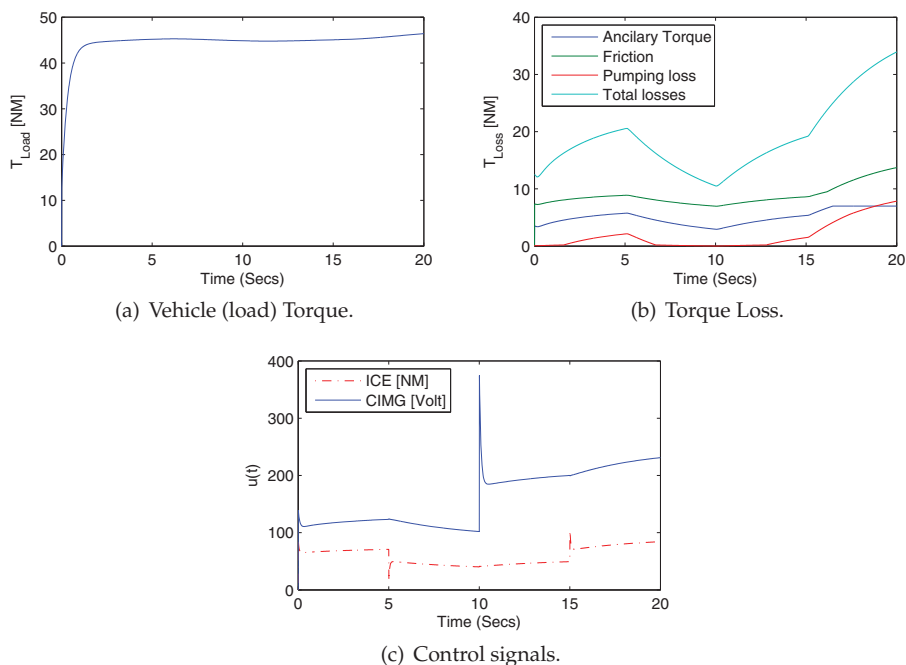 50
40
30
20
10
0
T_Load [NM]
0 5 10 15 20
Time (Secs)
(a) Vehicle (load) Torque.
40
30
20
10
0
T_Loss [NM]
Ancilary Torque
Friction
Pumping loss
Total losses
0 5 10 15 20
Time (Secs)
(b) Torque Loss.
400
300
200
100
0
u(t)
ICE [NM]
CIMG [Volt]
0 5 10 15 20
Time (Secs)
(c) Control signals.